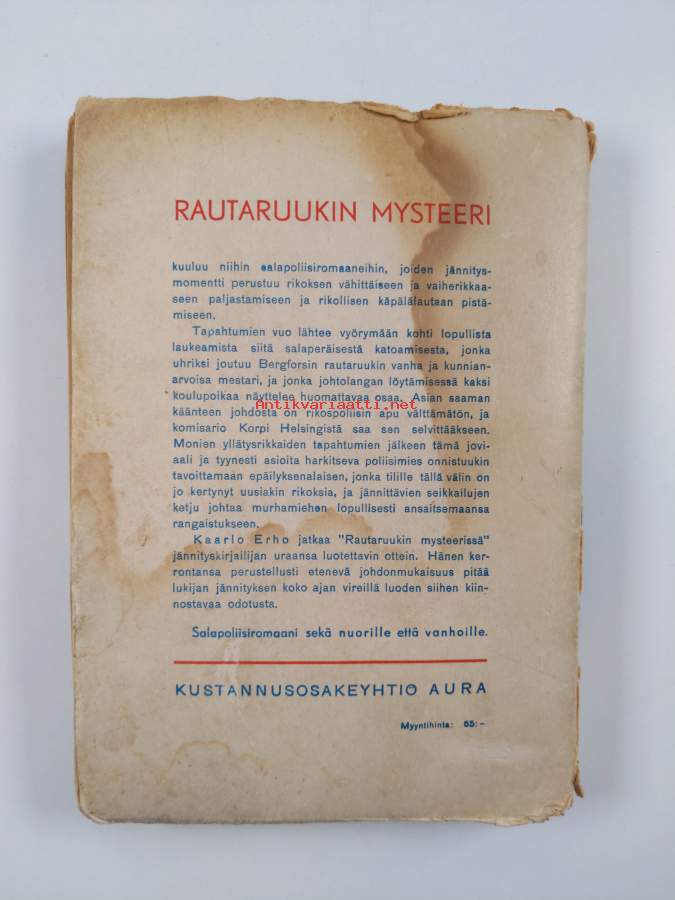 RAUTARUUKIN MYSTEERI
kuuluu niihin salapoliisiromaaneihin, joiden jännitys-
momentti perustuu rikoksen vähittäiseen ja vaiherikkaa-
seen paljastamiseen ja rikollisen käpälälautaan pistä-
miseen.
Tapahtumien vuo lähtee vyörymään kohti lopullista
laukeamista siitä salaperäisestä katoamisesta, jonka
uhriksi joutuu Bergforsin rautaruukin vanha ja kunnian-
arvoisa mestari, ja jonka johtolangan löytämisessä kaksi
koulupoikaa näyttelee huomattavaa osaa. Asian saaman
Antikvariaatti.net
käänteen johdosta on rikospoliisin apu välttämätön, ja
komisario Korpi Helsingistä saa sen selvittääkseen.
Monien yllätysrikkaiden tapahtumien jälkeen tämä jovi-
aali ja tyynesti asioita harkitseva poliisimies onnistuukin
tavoittamaan epäilyksenalaisen, jonka tilille tällä välin on
jo kertynyt uusiakin rikoksia, ja jännittävien seikkailujen
ketju johtaa murhamiehen lopullisesti ansaitsemaansa
rangaistukseen.
Kaarlo Erho jatkaa "Rautaruukin mysteerissä"
jännityskirjailijan uraansa luotettavin ottein. Hänen ker-
rontansa perustellusti etenevä johdonmukaisuus pitää
lukijan jännityksen koko ajan vireillä luoden siihen kiin-
nostavaa odotusta.
Salapoliisiromaani sekä nuorille että vanhoille.
KUSTANNUSOSAKEYHTIÖ AURA
Myyntihinta: 65:-